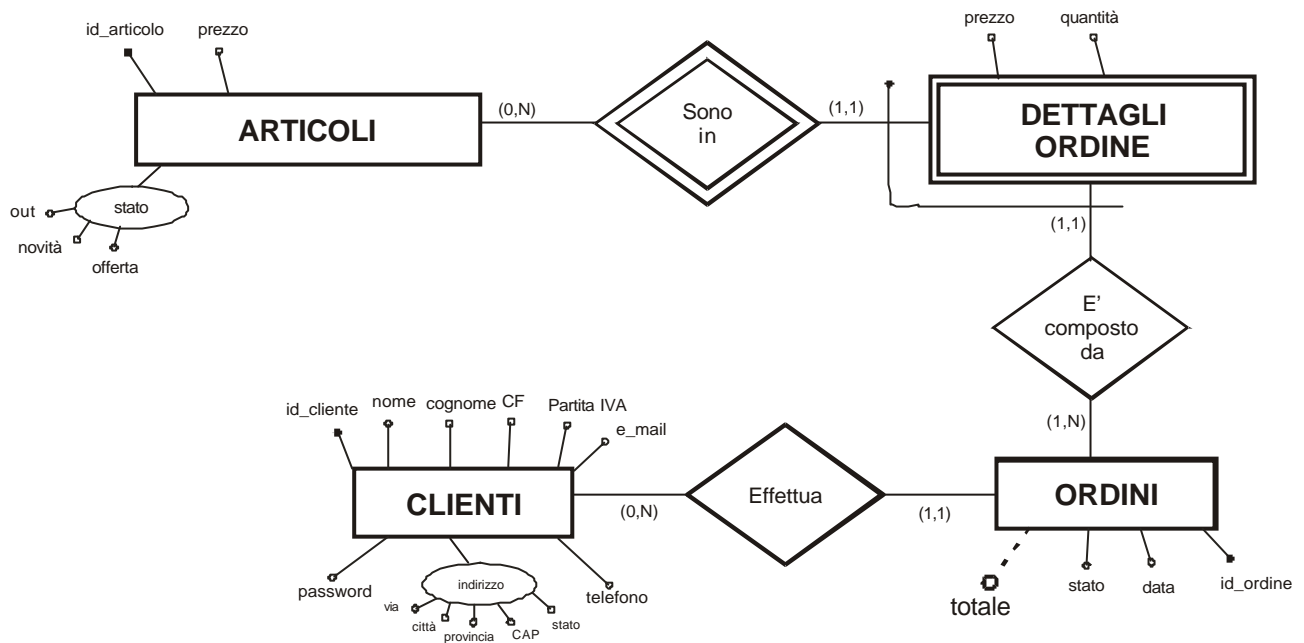 id_articolo
prezzo
prezzo
quantità
ARTICOLI
(0,N)
Sono
in
(1,1)
DETTAGLI
ORDINE
out
stato
novità
offerta
(1,1)
E'
composto
da
(1,N)
id_cliente
nome
cognome
CF
Partita IVA
e_mail
CLIENTI
(0,N)
Effettua
(1,1)
ORDINI
password
indirizzo
telefono
via
città
provincia
CAP
stato
totale
stato
data
id_ordine